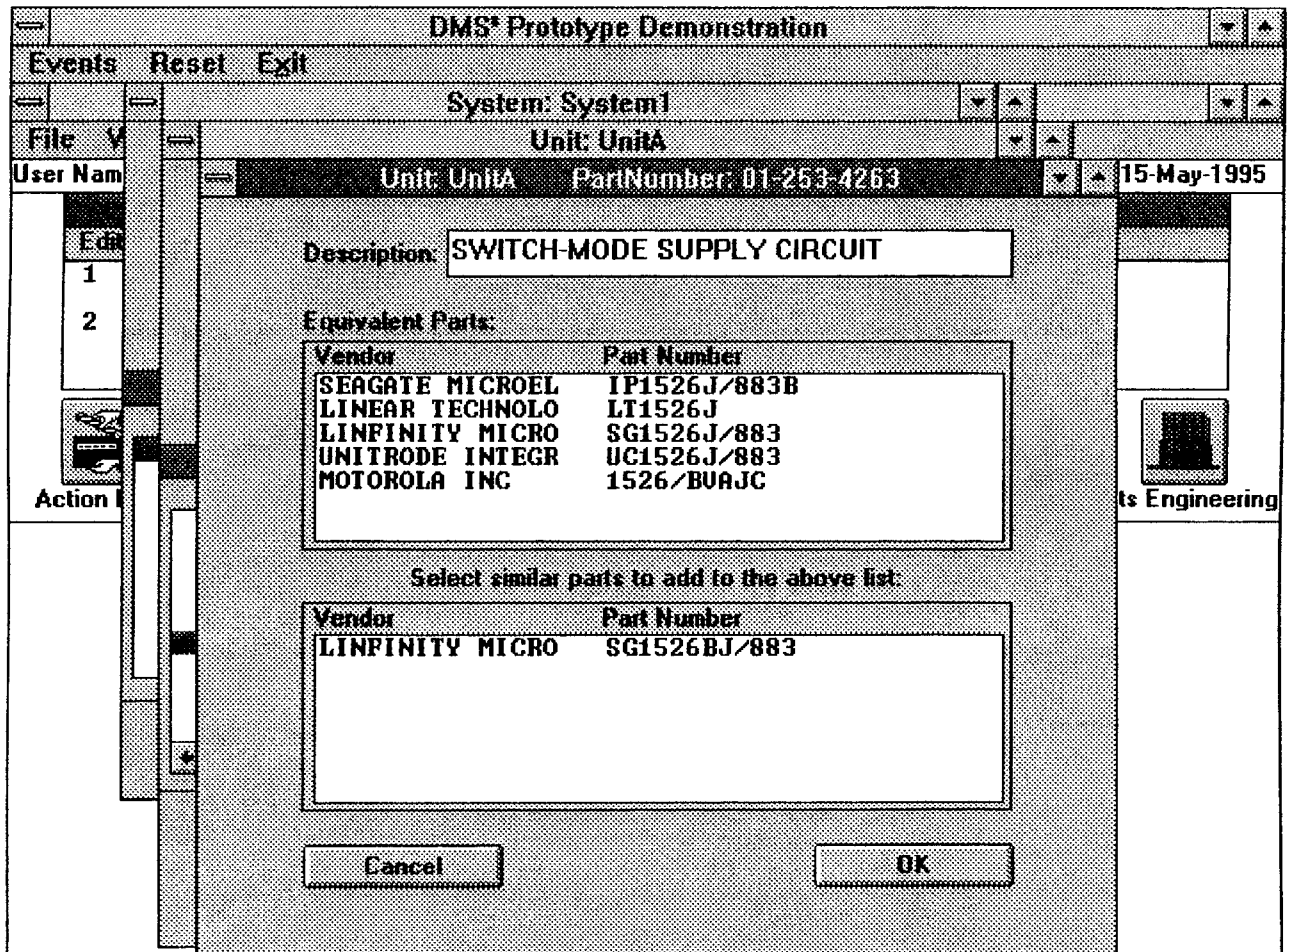 DMS* Prototype Demonstration
Events Reset Exit
System: System1
File V
Unit: UnitA
User Nam
Unit: UnitA PartNumber: 01-253-4263
15-May-1995
Description: SWITCH-MODE SUPPLY CIRCUIT
Edit
1
2
Equivalent Parts:
Vendor Part Number
SEAGATE MICROEL IP1526J/883B
LINEAR TECHNOLO LT1526J
LINFINITY MICRO SG1526J/883
UNITRODE INTEGR UC1526J/883
MOTOROLA INC 1526/BVAJC
Action
ts Engineering
Select similar parts to add to the above list:
Vendor Part Number
LINFINITY MICRO SG1526BJ/883
Cancel OK